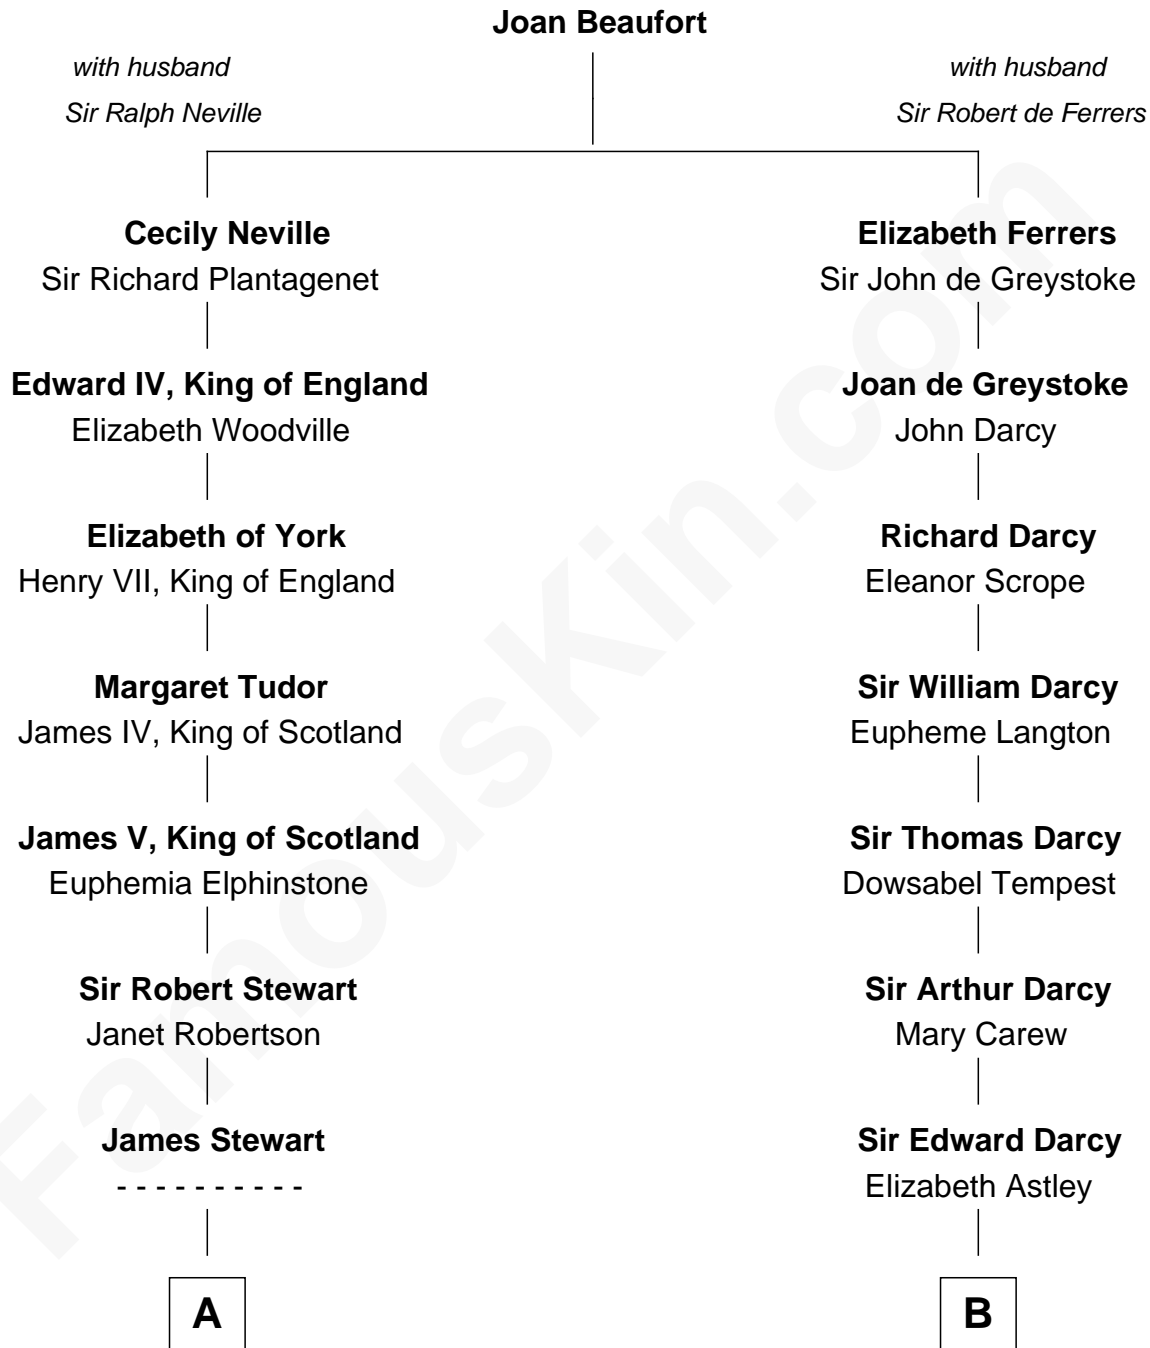 Joan Beaufort
with husband
Sir Ralph Neville
with husband
Sir Robert de Ferrers
Cecily Neville
Sir Richard Plantagenet
Elizabeth Ferrers
Sir John de Greystoke
Edward IV, King of England
Elizabeth Woodville
Joan de Greystoke
John Darcy
Elizabeth of York
Henry VII, King of England
Richard Darcy
Eleanor Scrope
Margaret Tudor
James IV, King of Scotland
Sir William Darcy
Eupheme Langton
James V, King of Scotland
Euphemia Elphinstone
Sir Thomas Darcy
Dowsabel Tempest
Sir Robert Stewart
Janet Robertson
Sir Arthur Darcy
Mary Carew
James Stewart
- - - - - - - - - -
Sir Edward Darcy
Elizabeth Astley
A
B
FamousKin.com